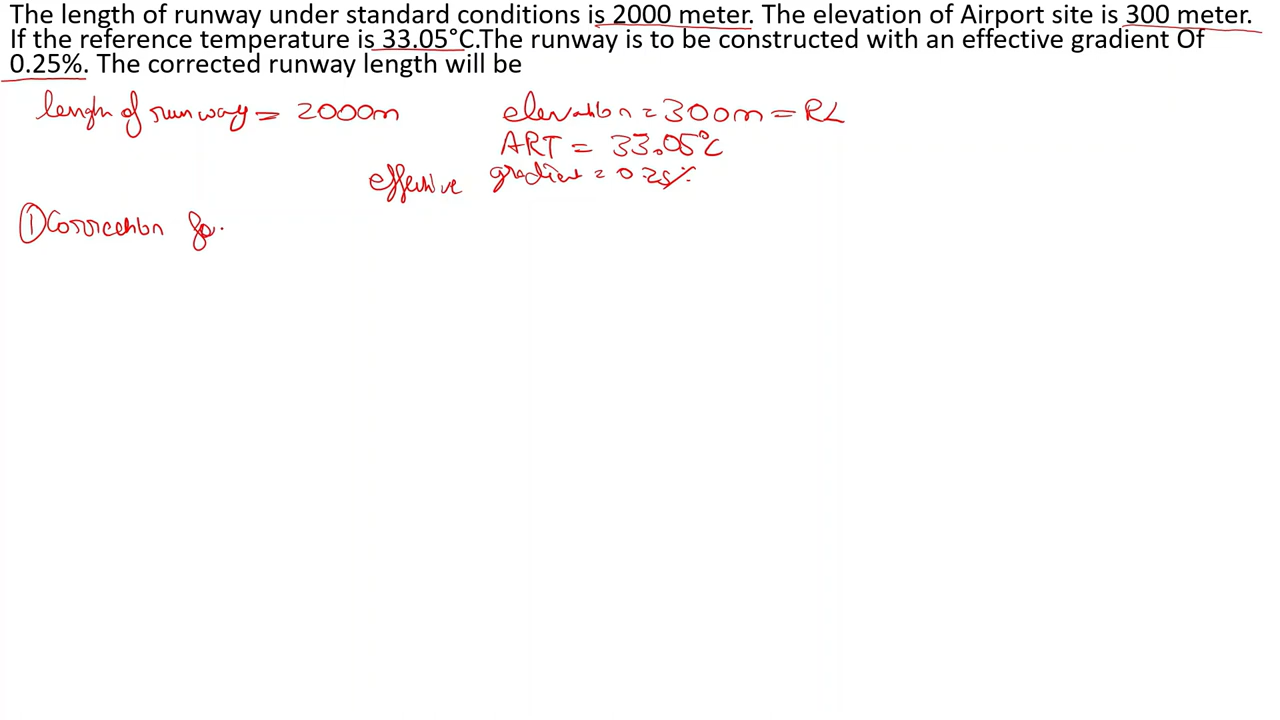 The length of runway under standard conditions is 2000 meter. The elevation of Airport site is 300 meter.
If the reference temperature is 33.05°C.The runway is to be constructed with an effective gradient Of
0.25%. The corrected runway length will be
length of runway = 2000m
elevation = 300m = RL
ART = 33.05°C
effective gradient = 0.25%
① Correction fo.